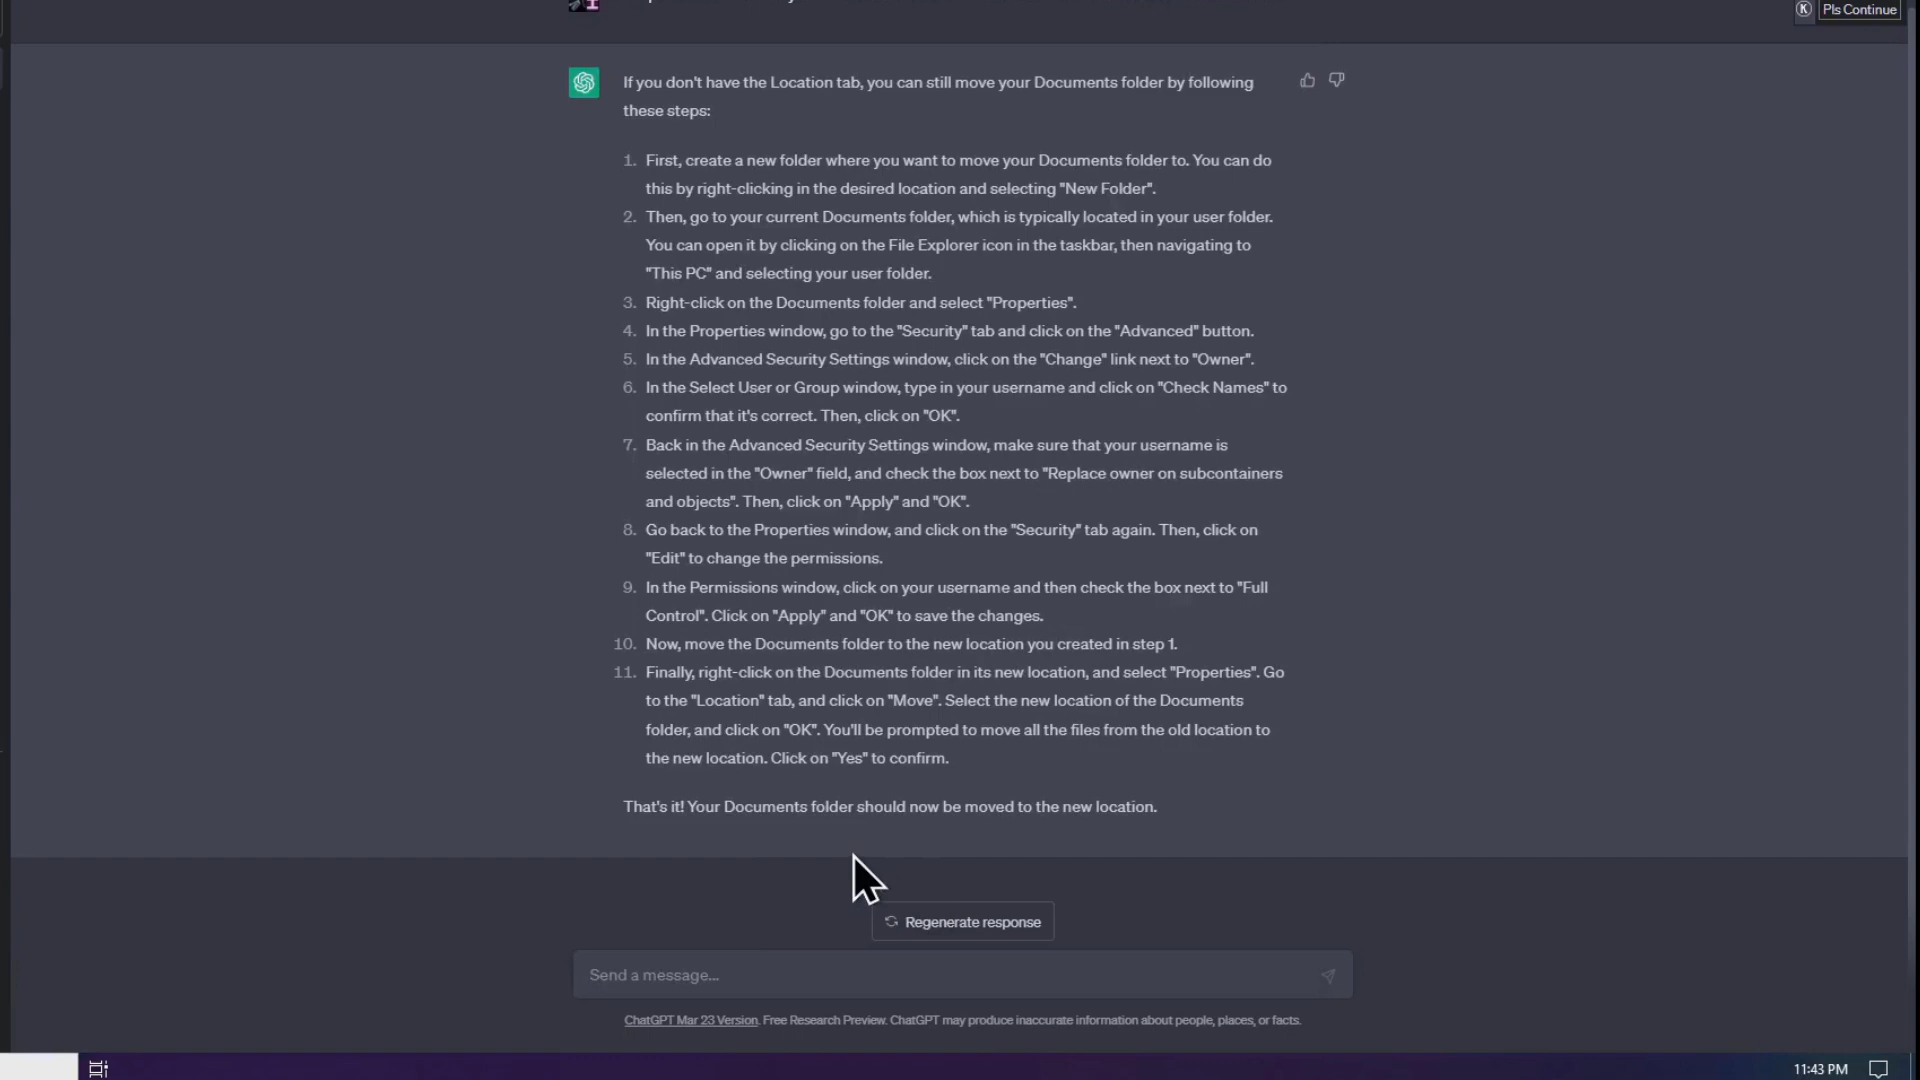 Pls Continue
If you don't have the Location tab, you can still move your Documents folder by following
these steps:
1. First, create a new folder where you want to move your Documents folder to. You can do
this by right-clicking in the desired location and selecting "New Folder".
2. Then, go to your current Documents folder, which is typically located in your user folder.
You can open it by clicking on the File Explorer icon in the taskbar, then navigating to
"This PC" and selecting your user folder.
3. Right-click on the Documents folder and select "Properties".
4. In the Properties window, go to the "Security" tab and click on the "Advanced" button.
5. In the Advanced Security Settings window, click on the "Change" link next to "Owner".
6. In the Select User or Group window, type in your username and click on "Check Names" to
confirm that it's correct. Then, click on "OK".
7. Back in the Advanced Security Settings window, make sure that your username is
selected in the "Owner" field, and check the box next to "Replace owner on subcontainers
and objects". Then, click on "Apply" and "OK".
8. Go back to the Properties window, and click on the "Security" tab again. Then, click on
"Edit" to change the permissions.
9. In the Permissions window, click on your username and then check the box next to "Full
Control". Click on "Apply" and "OK" to save the changes.
10. Now, move the Documents folder to the new location you created in step 1.
11. Finally, right-click on the Documents folder in its new location, and select "Properties". Go
to the "Location" tab, and click on "Move". Select the new location of the Documents
folder, and click on "OK". You'll be prompted to move all the files from the old location to
the new location. Click on "Yes" to confirm.
That's it! Your Documents folder should now be moved to the new location.
Regenerate response
Send a message...
ChatGPT Mar 23 Version. Free Research Preview. ChatGPT may produce inaccurate information about people, places, or facts.
11:43 PM